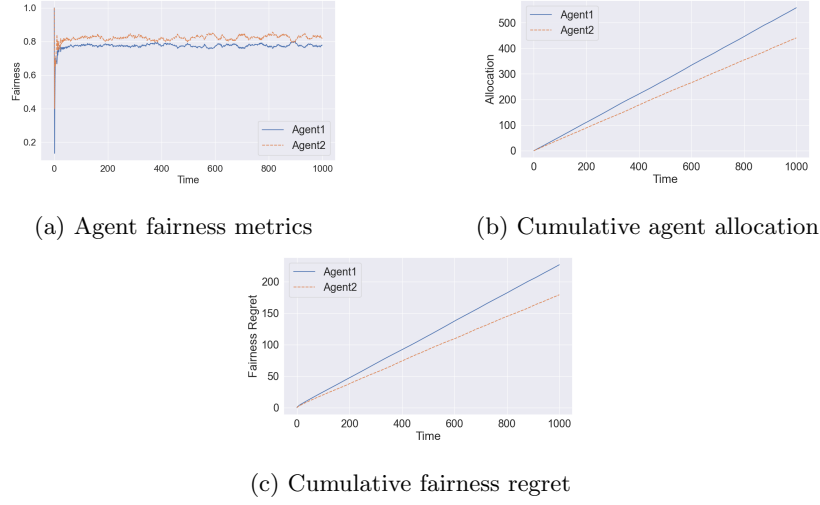 1.0
0.8
0.6
0.4
0.2
Fairness
Agent1
Agent2
0 200 400 600 800 1000
Time
(a) Agent fairness metrics
Agent1
Agent2
500
400
300
200
100
0
Allocation
0 200 400 600 800 1000
Time
(b) Cumulative agent allocation
Agent1
Agent2
200
150
100
50
0
Fairness Regret
0 200 400 600 800 1000
Time
(c) Cumulative fairness regret